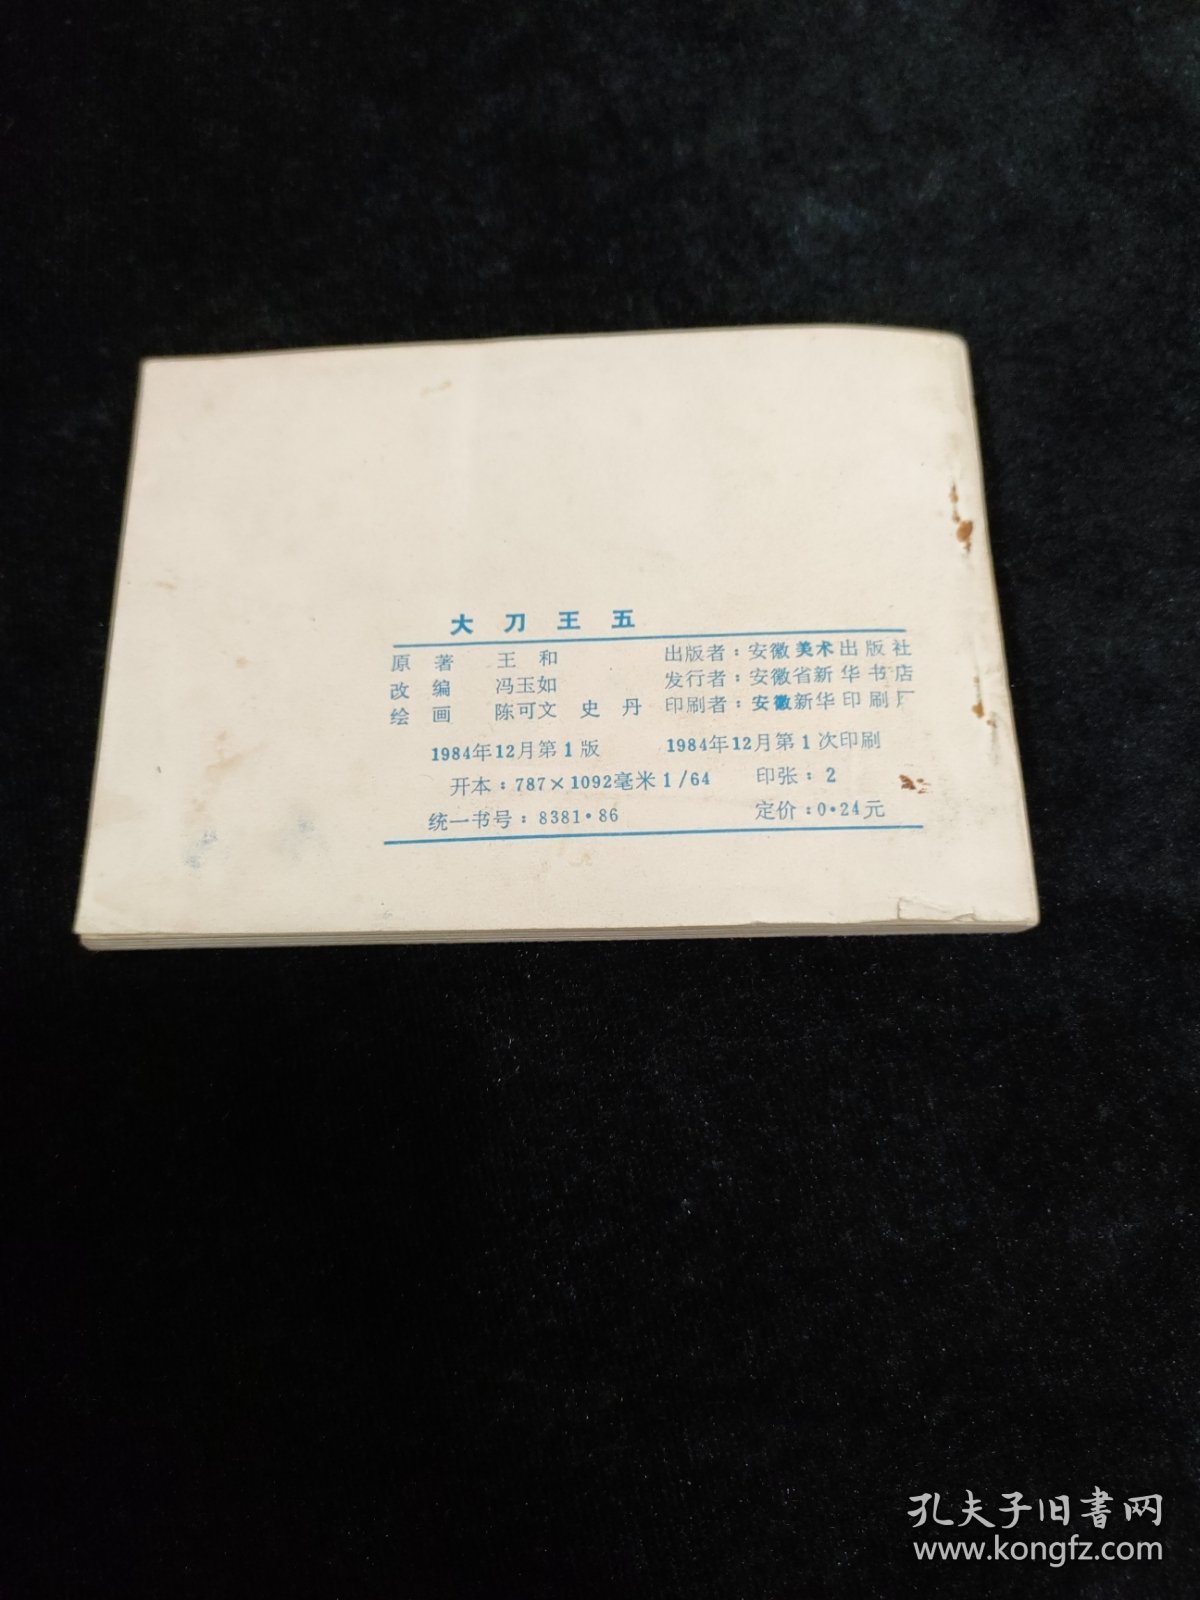 大刀王五
原著 王和 出版者：安徽美术出版社
改编 冯玉如 发行者：安徽省新华书店
绘画 陈可文 史丹 印刷者：安徽新华印刷厂
1984年12月第1版 1984年12月第1次印刷
开本：787×1092毫米1/64 印张：2
统一书号：8381·86 定价：0·24元
孔夫子旧書网
www.kongfz.com